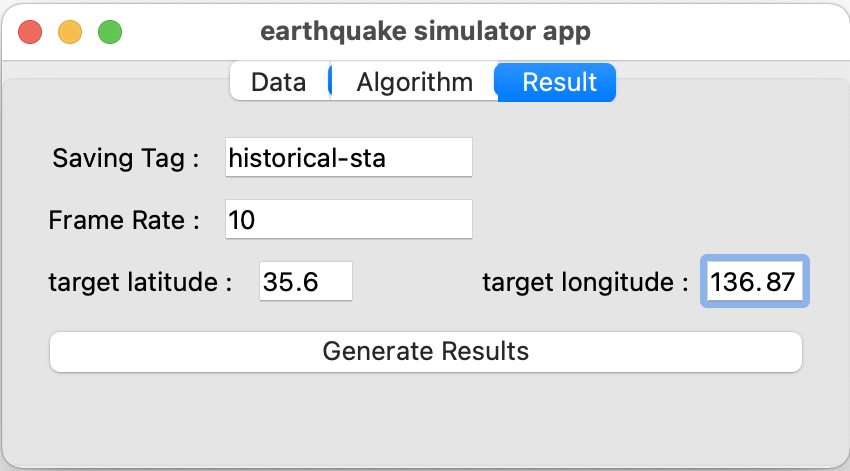 earthquake simulator app
Data Algorithm Result
Saving Tag : historical-sta
Frame Rate : 10
target latitude : 35.6 target longitude : 136.87
Generate Results